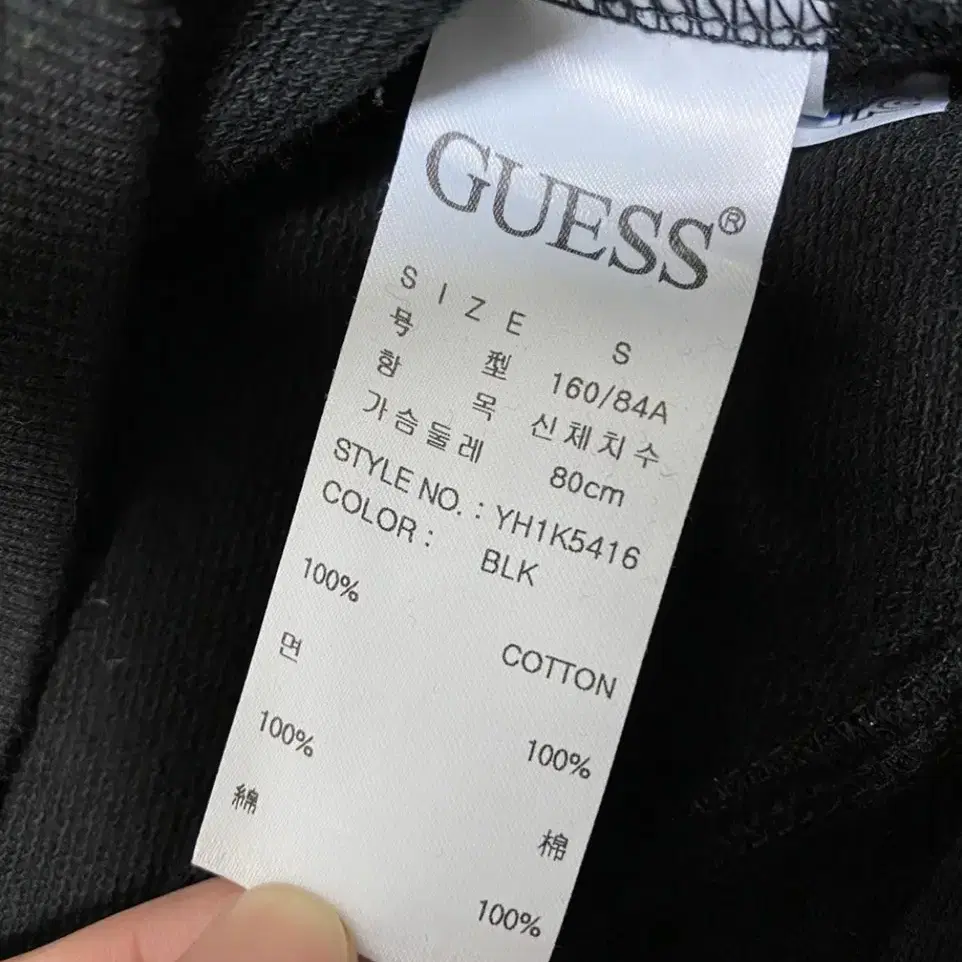 GUESS®
SIZE S
号 型 160/84A
항 목 신체치수
가슴둘레 80cm
STYLE NO. : YH1K5416
COLOR : BLK
100%
면 COTTON
100% 100%
綿 棉
100%